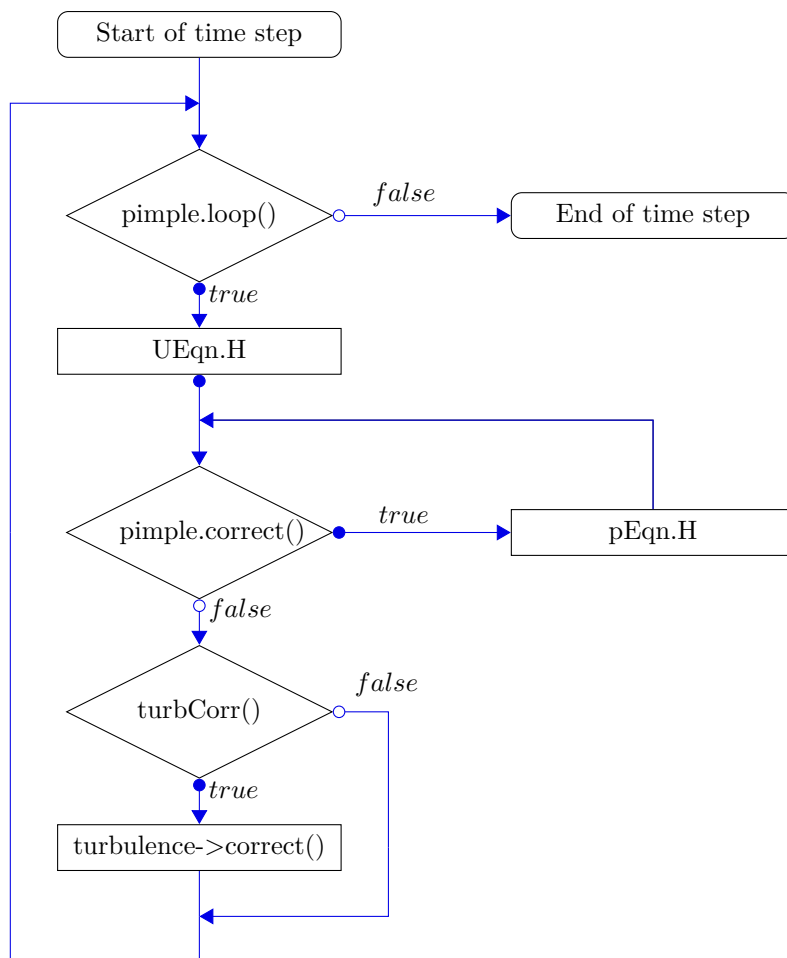 Start of time step
pimple.loop()
false
End of time step
true
UEqn.H
pimple.correct()
true
pEqn.H
false
turbCorr()
false
true
turbulence->correct()